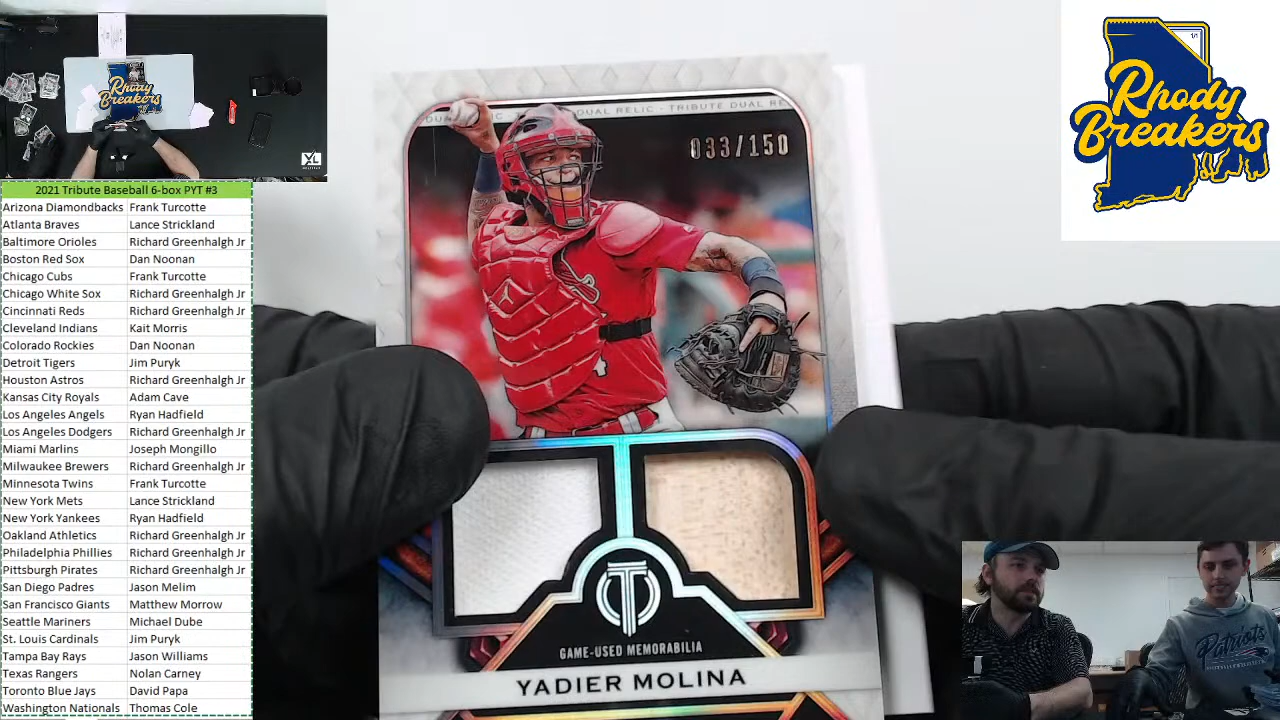 2021 Tribute Baseball 6-box PYT #3
Arizona Diamondbacks Frank Turcotte
Atlanta Braves Lance Strickland
Baltimore Orioles Richard Greenhalgh Jr
Boston Red Sox Dan Noonan
Chicago Cubs Frank Turcotte
Chicago White Sox Richard Greenhalgh Jr
Cincinnati Reds Richard Greenhalgh Jr
Cleveland Indians Kait Morris
Colorado Rockies Dan Noonan
Detroit Tigers Jim Puryk
Houston Astros Richard Greenhalgh Jr
Kansas City Royals Adam Cave
Los Angeles Angels Ryan Hadfield
Los Angeles Dodgers Richard Greenhalgh Jr
Miami Marlins Joseph Mongillo
Milwaukee Brewers Richard Greenhalgh Jr
Minnesota Twins Frank Turcotte
New York Mets Lance Strickland
New York Yankees Ryan Hadfield
Oakland Athletics Richard Greenhalgh Jr
Philadelphia Phillies Richard Greenhalgh Jr
Pittsburgh Pirates Richard Greenhalgh Jr
San Diego Padres Jason Melim
San Francisco Giants Matthew Morrow
Seattle Mariners Michael Dube
St. Louis Cardinals Jim Puryk
Tampa Bay Rays Jason Williams
Texas Rangers Nolan Carney
Toronto Blue Jays David Papa
Washington Nationals Thomas Cole
Rhody
Breakers
XL
DUAL RELIC · TRIBUTE DUAL RE
033/150
GAME-USED MEMORABILIA
YADIER MOLINA
1/1
Rhody
Breakers
Patriots